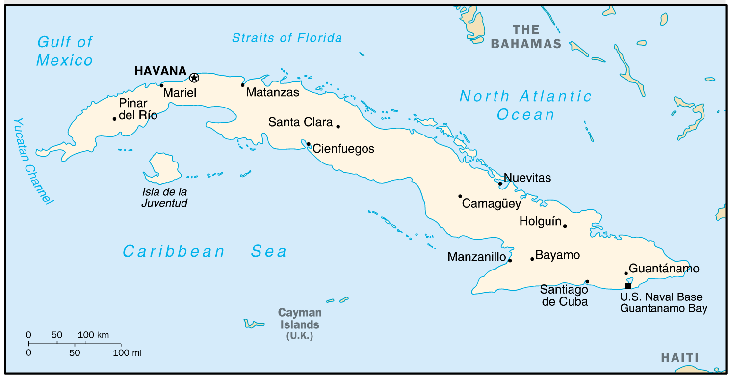 THE
BAHAMAS
Gulf of
Mexico
Straits of Florida
HAVANA
Mariel
Matanzas
North Atlantic
Ocean
Pinar
del Río
Santa Clara
Cienfuegos
Yucatan Channel
Isla de la
Juventud
Nuevitas
Camagüey
Holguín
Caribbean Sea
Manzanillo
Bayamo
Guantánamo
Santiago
de Cuba
U.S. Naval Base
Guantanamo Bay
Cayman
Islands
(U.K.)
0 50 100 km
0 50 100 mi
HAITI